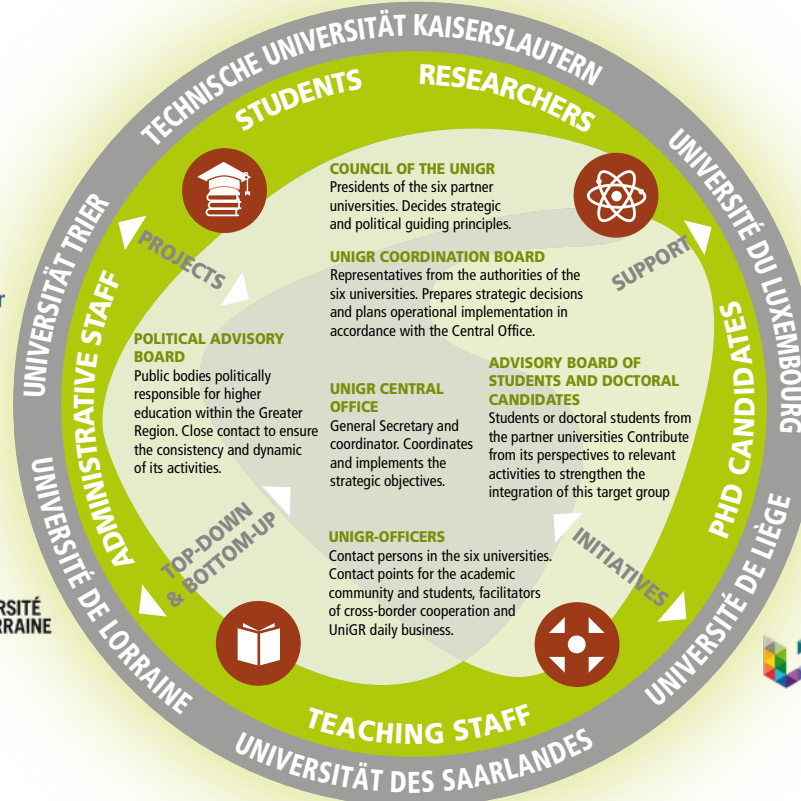 TECHNISCHE UNIVERSITÄT KAISERSLAUTERN
UNIVERSITÉ DU LUXEMBOURG
UNIVERSITÉ DE LIÈGE
UNIVERSITÄT DES SAARLANDES
UNIVERSITÉ DE LORRAINE
UNIVERSITÄT TRIER
STUDENTS
RESEARCHERS
PHD CANDIDATES
TEACHING STAFF
ADMINISTRATIVE STAFF
PROJECTS
SUPPORT
COUNCIL OF THE UNIGR
Presidents of the six partner
universities. Decides strategic
and political guiding principles.
UNIGR COORDINATION BOARD
Representatives from the authorities of the
six universities. Prepares strategic decisions
and plans operational implementation in
accordance with the Central Office.
POLITICAL ADVISORY
BOARD
Public bodies politically
responsible for higher
education within the Greater
Region. Close contact to ensure
the consistency and dynamic
of its activities.
UNIGR CENTRAL
OFFICE
General Secretary and
coordinator. Coordinates
and implements the
strategic objectives.
ADVISORY BOARD OF
STUDENTS AND DOCTORAL
CANDIDATES
Students or doctoral students from
the partner universities Contribute
from its perspectives to relevant
activities to strengthen the
integration of this target group
TOP-DOWN
& BOTTOM-UP
INITIATIVES
UNIGR-OFFICERS
Contact persons in the six universities.
Contact points for the academic
community and students, facilitators
of cross-border cooperation and
UniGR daily business.
RSITÉ
RRAINE